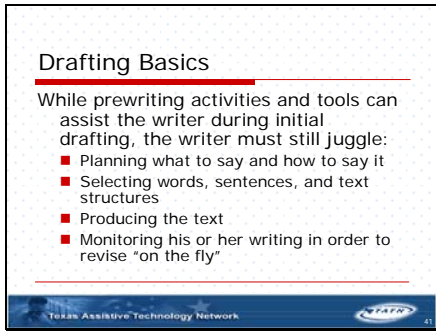 Drafting Basics
While prewriting activities and tools can
assist the writer during initial
drafting, the writer must still juggle:
Planning what to say and how to say it
Selecting words, sentences, and text
structures
Producing the text
Monitoring his or her writing in order to
revise “on the fly”
Texas Assistive Technology Network
TATN
41